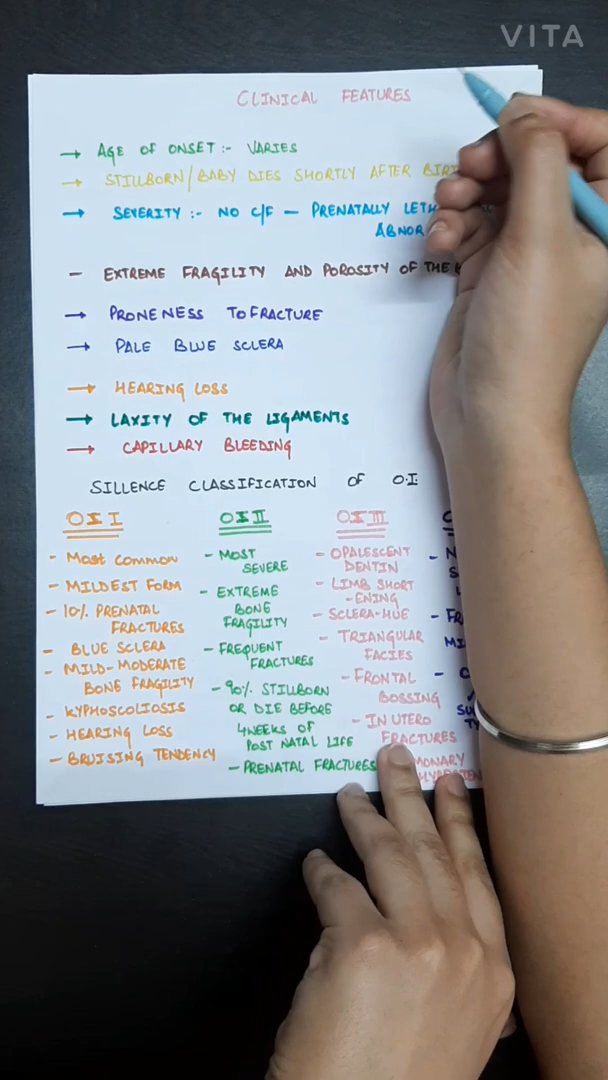 VITA
CLINICAL FEATURES
→ AGE OF ONSET :- VARIES
→ STILLBORN/BABY DIES SHORTLY AFTER
→ SEVERITY :- NO C/F – PRENATALLY
- EXTREME FRAGILITY AND POROSITY OF THE
→ PRONENESS TO FRACTURE
→ PALE BLUE SCLERA
→ HEARING LOSS
→ LAXITY OF THE LIGAMENTS
→ CAPILLARY BLEEDING
SILLENCE CLASSIFICATION OF O.I.
OI I
- MOST COMMON
- MILDEST FORM
- 10% PRENATAL
FRACTURES
- BLUE SCLERA
- MILD-MODERATE
BONE FRAGILITY
- KYPHOSCOLIOSIS
- HEARING LOSS
- BRUISING TENDENCY
OI II
- MOST
SEVERE
- EXTREME
BONE
FRAGILITY
- FREQUENT
FRACTURES
- 90% STILLBORN
OR DIE BEFORE
4 WEEKS OF
POST NATAL LIFE
- PRENATAL FRACTURES
OI III
- OPALESCENT
DENTIN
- LIMB SHORT
-ENING
- SCLERA-HUE
- TRIANGULAR
FACIES
- FRONTAL
BOSSING
- IN UTERO
FRACTURES